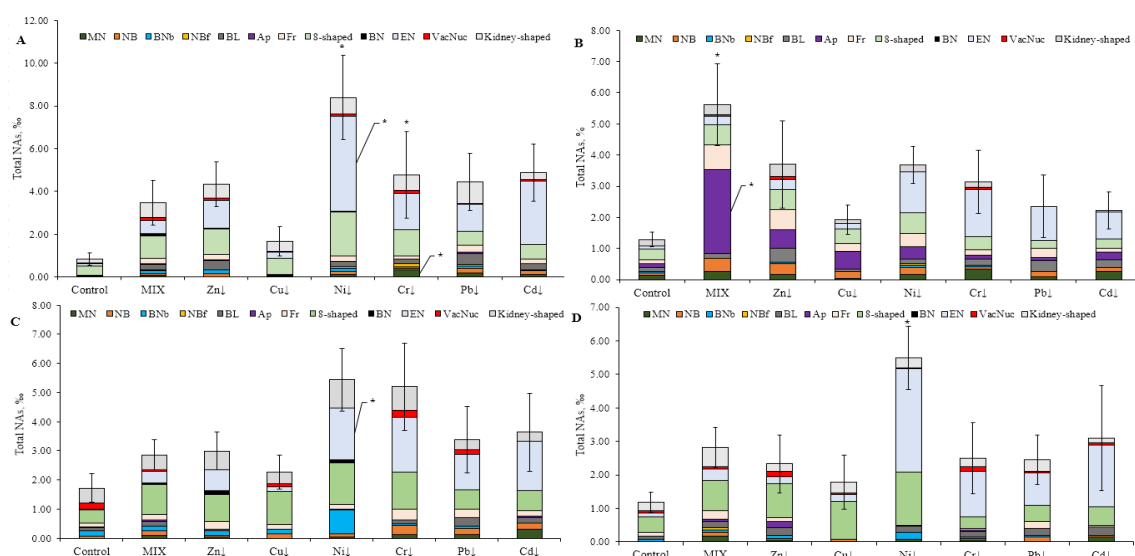 12.00
A
MN NB BNb NBf BL Ap Fr 8-shaped BN EN VacNuc Kidney-shaped
10.00
8.00
6.00
4.00
2.00
0.00
Total NAs, ‰
*
*
*
*
Control MIX Zn↓ Cu↓ Ni↓ Cr↓ Pb↓ Cd↓
B
MN NB BNb NBf BL Ap Fr 8-shaped BN EN VacNuc Kidney-shaped
8.00
7.00
6.00
5.00
4.00
3.00
2.00
1.00
0.00
Total NAs, ‰
*
*
Control MIX Zn↓ Cu↓ Ni↓ Cr↓ Pb↓ Cd↓
8.00
C
MN NB BNb NBf BL Ap Fr 8-shaped BN EN VacNuc Kidney-shaped
7.00
6.00
5.00
4.00
3.00
2.00
1.00
0.00
Total NAs, ‰
*
Control MIX Zn↓ Cu↓ Ni↓ Cr↓ Pb↓ Cd↓
7.00
D
MN NB BNb NBf BL Ap Fr 8-shaped BN EN VacNuc Kidney-shaped
6.00
5.00
4.00
3.00
2.00
1.00
0.00
Total NAs, ‰
*
Control MIX Zn↓ Cu↓ Ni↓ Cr↓ Pb↓ Cd↓